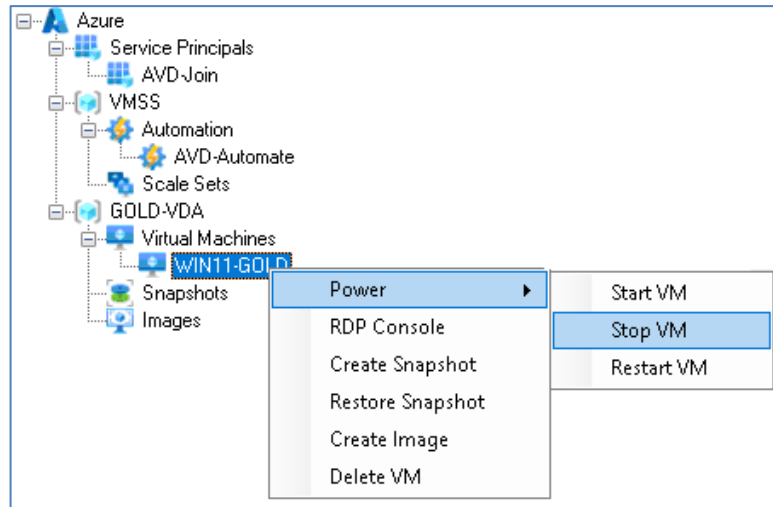 Azure
Service Principals
AVD-Join
VMSS
Automation
AVD-Automate
Scale Sets
GOLD-VDA
Virtual Machines
WIN11-GOLD
Snapshots
Images
Power
RDP Console
Create Snapshot
Restore Snapshot
Create Image
Delete VM
Start VM
Stop VM
Restart VM